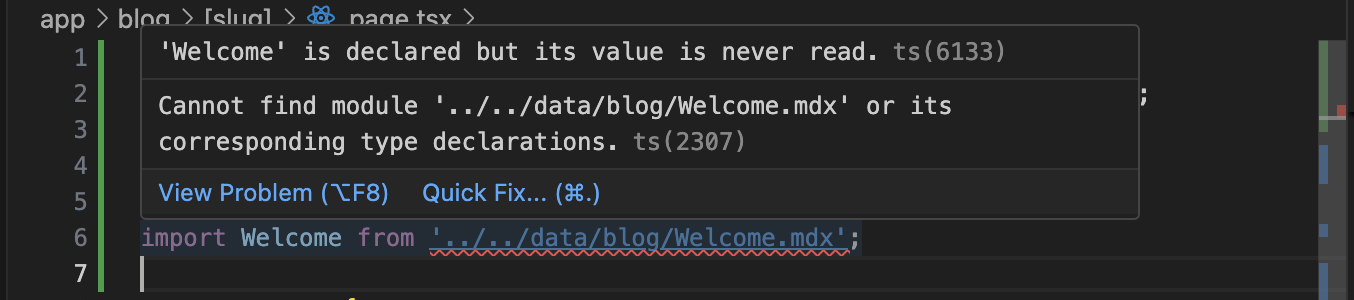 app > blog > [slug] > page.tsx >
1
'Welcome' is declared but its value is never read. ts(6133)
2
;
Cannot find module '../../data/blog/Welcome.mdx' or its
3
corresponding type declarations. ts(2307)
4
View Problem (⌥F8) Quick Fix... (⌘.)
5
6 import Welcome from '../../data/blog/Welcome.mdx';
7